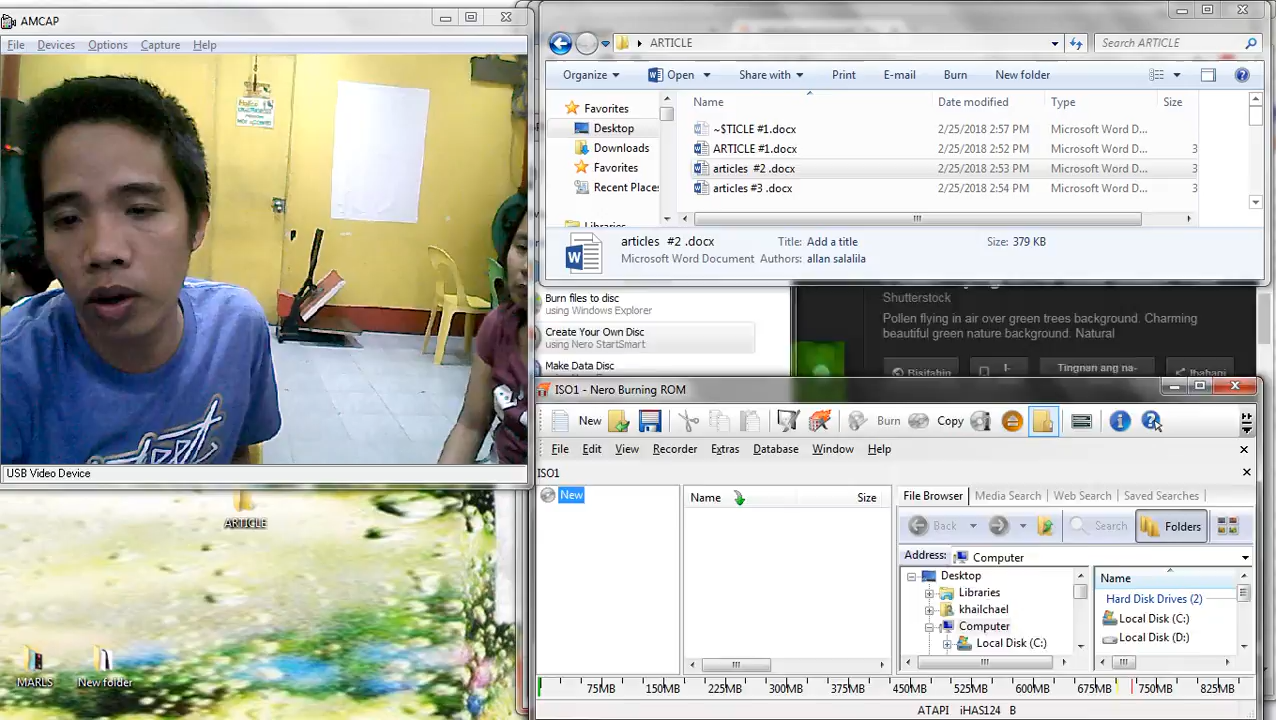 AMCAP
File Devices Options Capture Help
USB Video Device
ARTICLE
MARLS
New folder
ARTICLE
Search ARTICLE
Organize Open Share with Print E-mail Burn New folder
Favorites
Desktop
Downloads
Favorites
Recent Places
Libraries
Name Date modified Type Size
~$TICLE #1.docx 2/25/2018 2:57 PM Microsoft Word D...
ARTICLE #1.docx 2/25/2018 2:52 PM Microsoft Word D... 3
articles #2 .docx 2/25/2018 2:53 PM Microsoft Word D... 3
articles #3 .docx 2/25/2018 2:54 PM Microsoft Word D... 3
articles #2 .docx Title: Add a title Size: 379 KB
Microsoft Word Document Authors: allan salalila
Burn files to disc
using Windows Explorer
Create Your Own Disc
using Nero StartSmart
Make Data Disc
Shutterstock
Pollen flying in air over green trees background. Charming
beautiful green nature background. Natural
Bisitahin
Tingnan ang na-
Ibahagi
ISO1 - Nero Burning ROM
New Burn Copy
File Edit View Recorder Extras Database Window Help
ISO1
New
Name Size
File Browser Media Search Web Search Saved Searches
Back Search Folders
Address: Computer
Desktop
Libraries
khailchael
Computer
Local Disk (C:)
Name
Hard Disk Drives (2)
Local Disk (C:)
Local Disk (D:)
75MB 150MB 225MB 300MB 375MB 450MB 525MB 600MB 675MB 750MB 825MB
ATAPI iHAS124 B